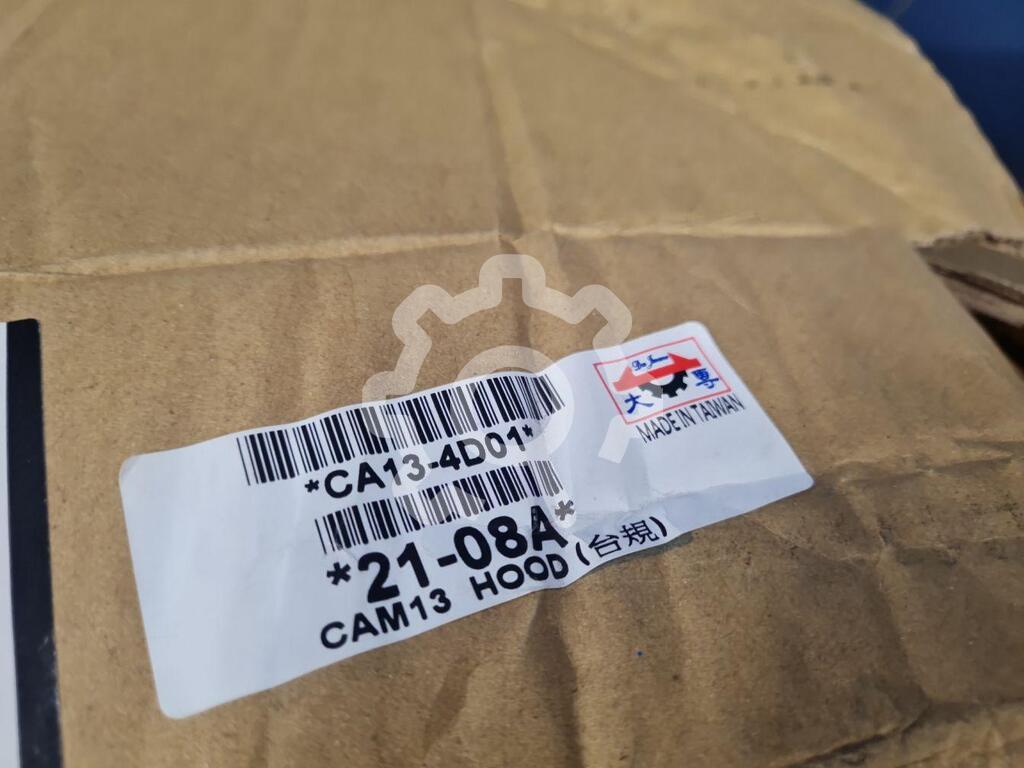 *CA13-4D01*
*21-08A*
CAM13 HOOD(台規)
大 專
MADE IN TAIWAN